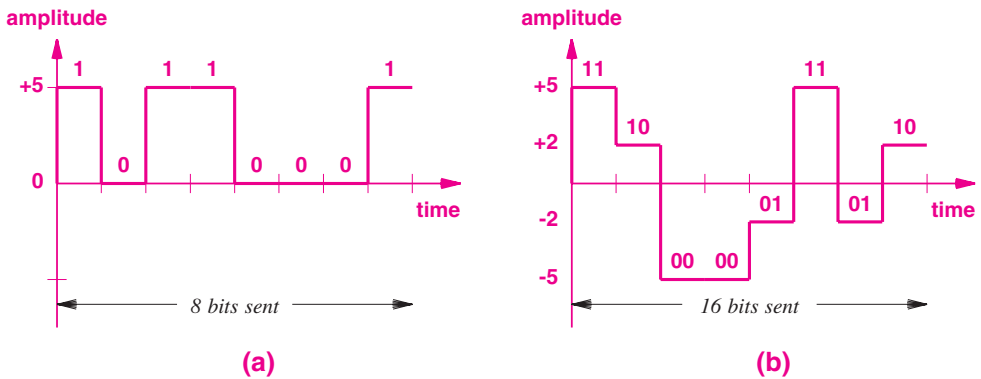 amplitude
1 1 1 1
+5
0 0 0 0
0
time
8 bits sent
(a)
amplitude
11 11
+5
10 10
+2
time
01 01
-2
00 00
-5
16 bits sent
(b)